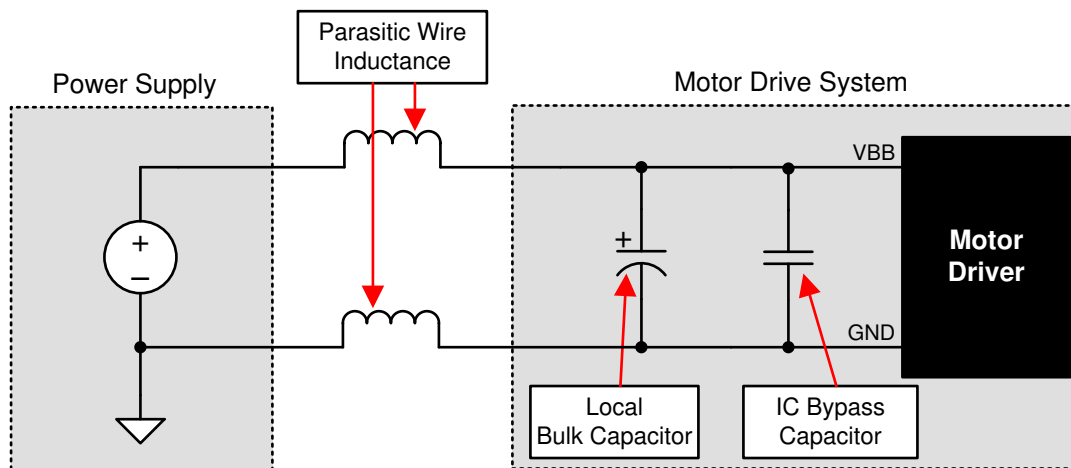 Parasitic Wire
Inductance
Power Supply
Motor Drive System
VBB
+
+
–
Motor
Driver
GND
Local
Bulk Capacitor
IC Bypass
Capacitor